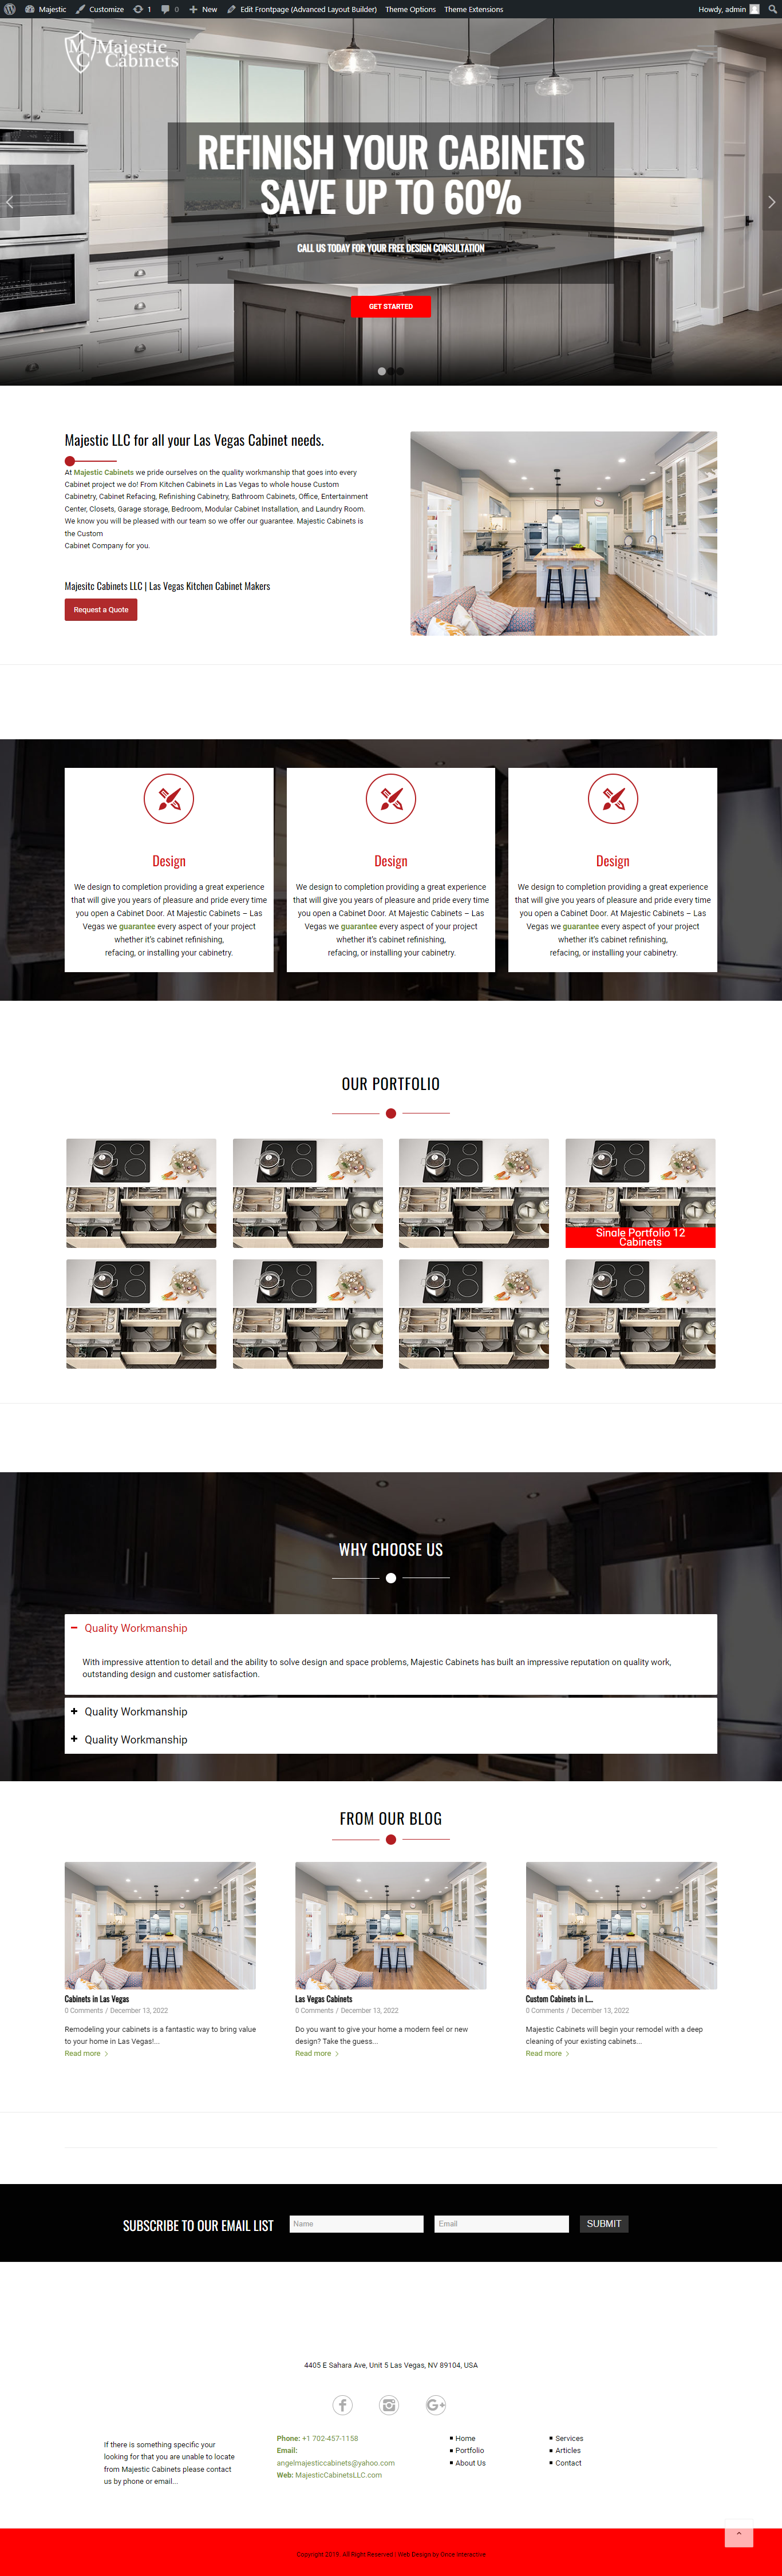 Majestic Customize 1 0 New Edit Frontpage (Advanced Layout Builder) Theme Options Theme Extensions Howdy, admin
M C Majestic
Cabinets
REFINISH YOUR CABINETS
SAVE UP TO 60%
CALL US TODAY FOR YOUR FREE DESIGN CONSULTATION
GET STARTED
Majestic LLC for all your Las Vegas Cabinet needs.
At Majestic Cabinets we pride ourselves on the quality workmanship that goes into every
Cabinet project we do! From Kitchen Cabinets in Las Vegas to whole house Custom
Cabinetry, Cabinet Refacing, Refinishing Cabinetry, Bathroom Cabinets, Office, Entertainment
Center, Closets, Garage storage, Bedroom, Modular Cabinet Installation, and Laundry Room.
We know you will be pleased with our team so we offer our guarantee. Majestic Cabinets is
the Custom
Cabinet Company for you.
Majesitc Cabinets LLC | Las Vegas Kitchen Cabinet Makers
Request a Quote
Design
We design to completion providing a great experience
that will give you years of pleasure and pride every time
you open a Cabinet Door. At Majestic Cabinets – Las
Vegas we guarantee every aspect of your project
whether it's cabinet refinishing,
refacing, or installing your cabinetry.
Design
We design to completion providing a great experience
that will give you years of pleasure and pride every time
you open a Cabinet Door. At Majestic Cabinets – Las
Vegas we guarantee every aspect of your project
whether it's cabinet refinishing,
refacing, or installing your cabinetry.
Design
We design to completion providing a great experience
that will give you years of pleasure and pride every time
you open a Cabinet Door. At Majestic Cabinets – Las
Vegas we guarantee every aspect of your project
whether it's cabinet refinishing,
refacing, or installing your cabinetry.
OUR PORTFOLIO
Single Portfolio 12
Cabinets
WHY CHOOSE US
Quality Workmanship
With impressive attention to detail and the ability to solve design and space problems, Majestic Cabinets has built an impressive reputation on quality work,
outstanding design and customer satisfaction.
Quality Workmanship
Quality Workmanship
FROM OUR BLOG
Cabinets in Las Vegas
0 Comments / December 13, 2022
Remodeling your cabinets is a fantastic way to bring value
to your home in Las Vegas!...
Read more
Las Vegas Cabinets
0 Comments / December 13, 2022
Do you want to give your home a modern feel or new
design? Take the guess...
Read more
Custom Cabinets in L...
0 Comments / December 13, 2022
Majestic Cabinets will begin your remodel with a deep
cleaning of your existing cabinets...
Read more
SUBSCRIBE TO OUR EMAIL LIST Name Email SUBMIT
4405 E Sahara Ave, Unit 5 Las Vegas, NV 89104, USA
If there is something specific your
looking for that you are unable to locate
from Majestic Cabinets please contact
us by phone or email...
Phone: +1 702-457-1158
Email:
angelmajesticcabinets@yahoo.com
Web: MajesticCabinetsLLC.com
Home
Portfolio
About Us
Services
Articles
Contact
Copyright 2019. All Right Reserved | Web Design by Once Interactive